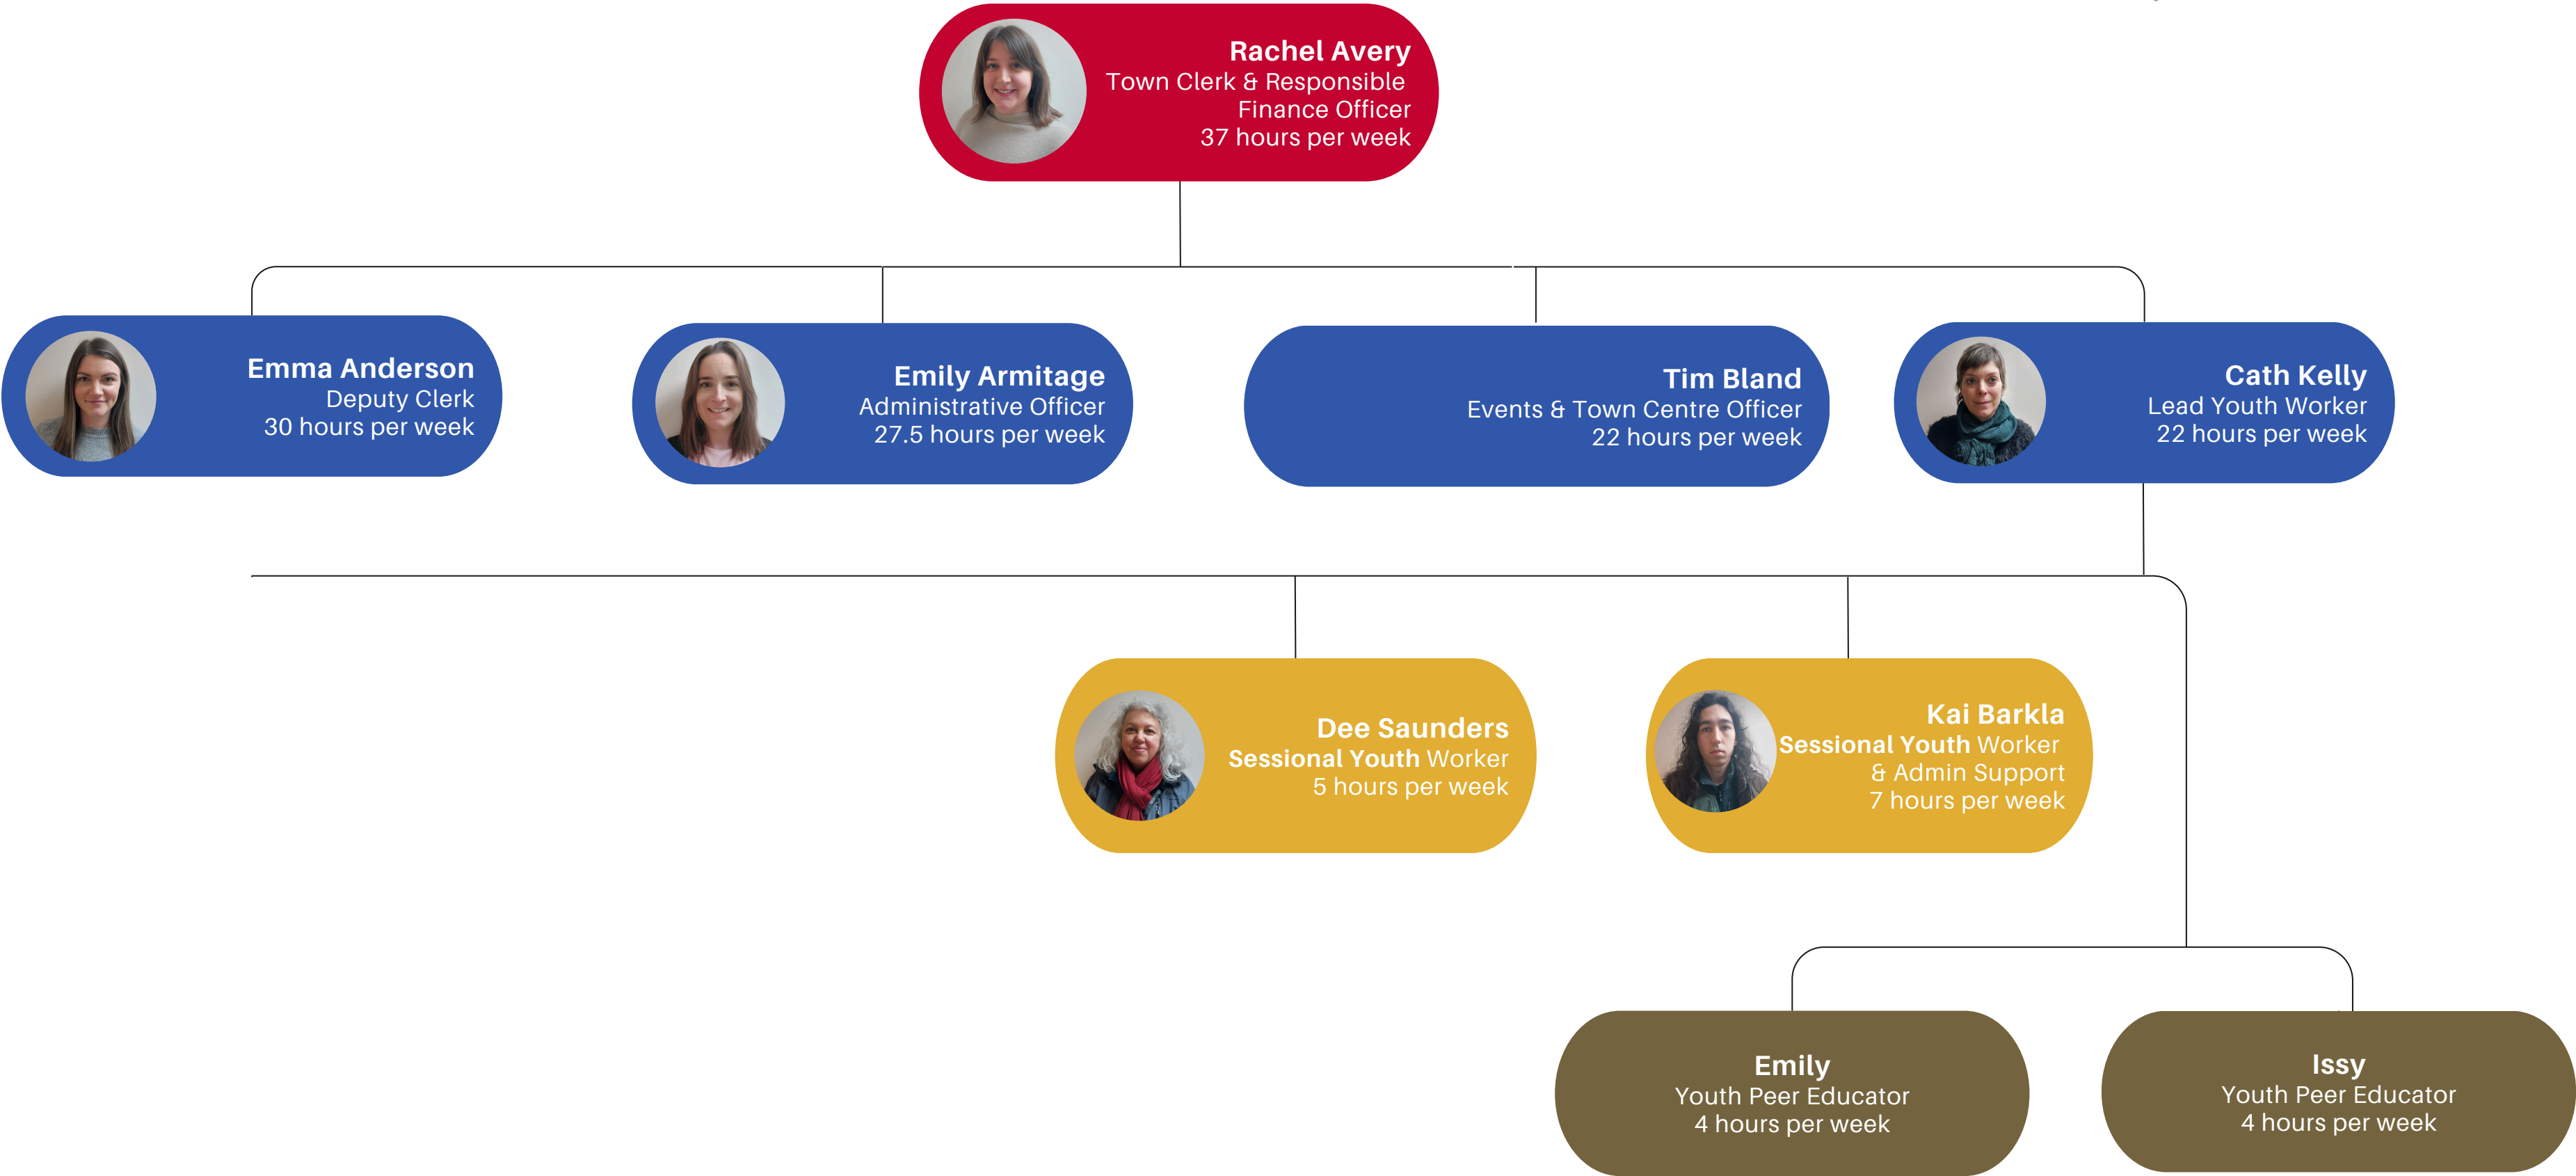 Rachel Avery
Town Clerk & Responsible
Finance Officer
37 hours per week
Emma Anderson
Deputy Clerk
30 hours per week
Emily Armitage
Administrative Officer
27.5 hours per week
Tim Bland
Events & Town Centre Officer
22 hours per week
Cath Kelly
Lead Youth Worker
22 hours per week
Dee Saunders
Sessional Youth Worker
5 hours per week
Kai Barkla
Sessional Youth Worker
& Admin Support
7 hours per week
Emily
Youth Peer Educator
4 hours per week
Issy
Youth Peer Educator
4 hours per week